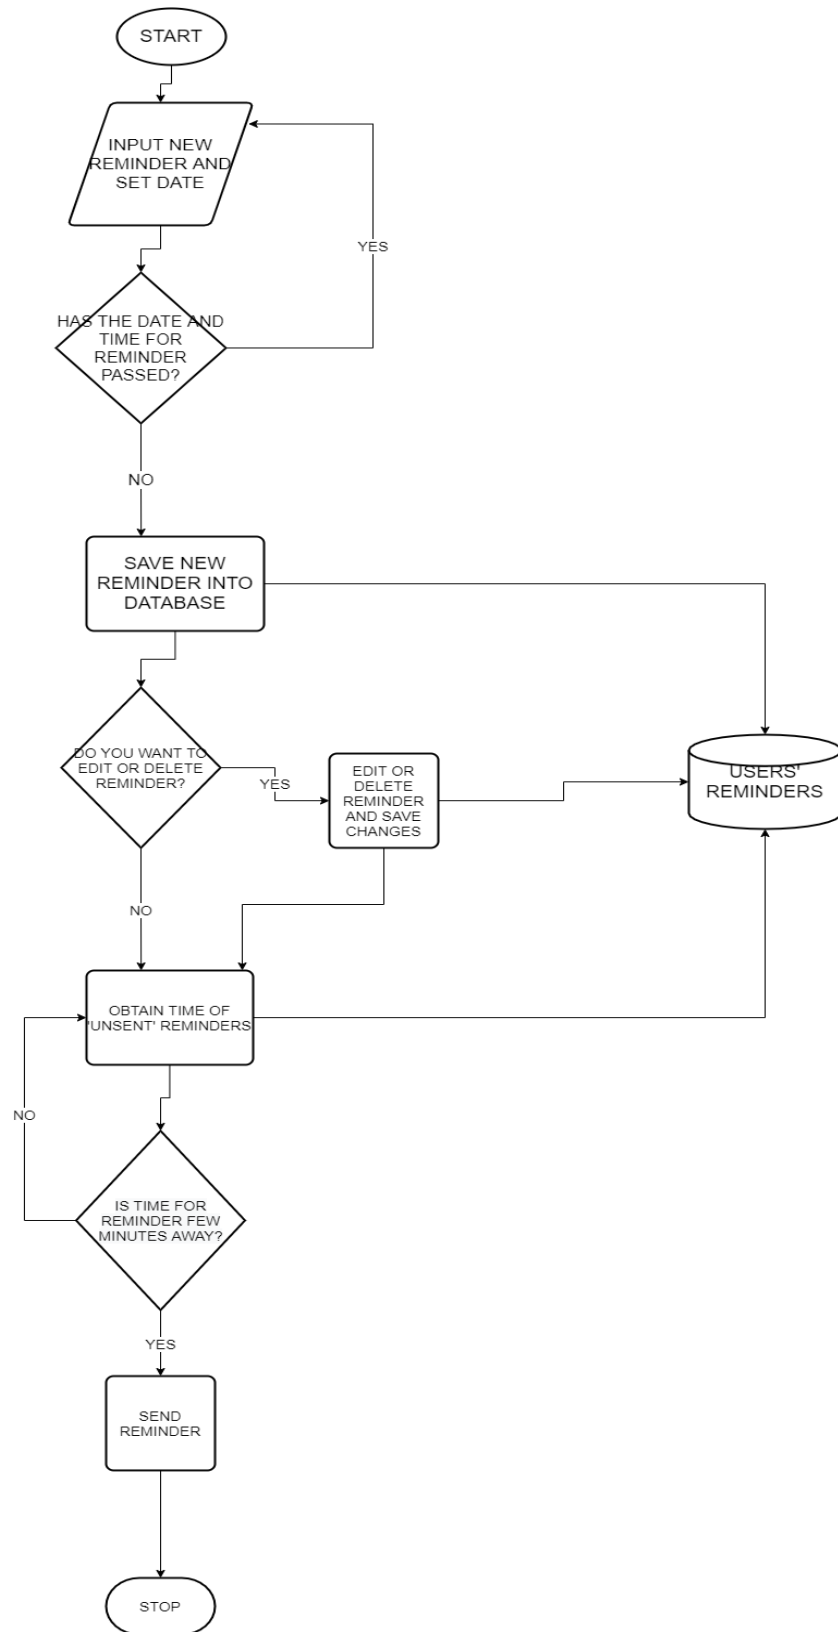 START
INPUT NEW
REMINDER AND
SET DATE
YES
HAS THE DATE AND
TIME FOR
REMINDER
PASSED?
NO
SAVE NEW
REMINDER INTO
DATABASE
DO YOU WANT TO
EDIT OR DELETE
REMINDER?
YES
EDIT OR
DELETE
REMINDER
AND SAVE
CHANGES
USERS'
REMINDERS
NO
OBTAIN TIME OF
'UNSENT' REMINDERS
NO
IS TIME FOR
REMINDER FEW
MINUTES AWAY?
YES
SEND
REMINDER
STOP